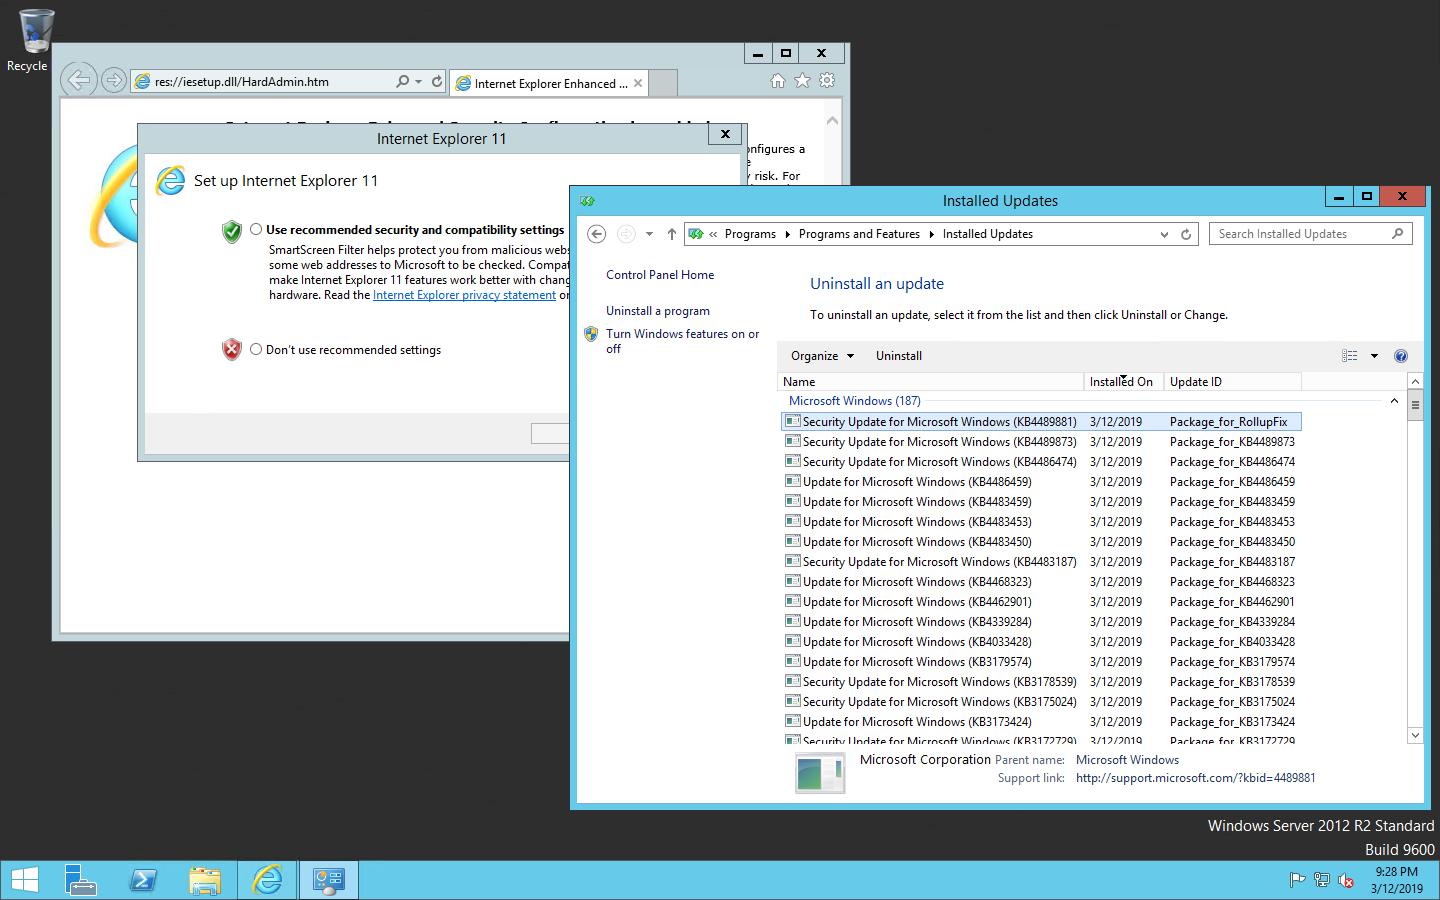 Recycle
res://iesetup.dll/HardAdmin.htm
Internet Explorer Enhanced ...
nfigures a
e
risk. For
Internet Explorer 11
Set up Internet Explorer 11
Use recommended security and compatibility settings
SmartScreen Filter helps protect you from malicious webs
some web addresses to Microsoft to be checked. Compat
make Internet Explorer 11 features work better with chang
hardware. Read the Internet Explorer privacy statement or
Don't use recommended settings
Installed Updates
« Programs Programs and Features Installed Updates
Search Installed Updates
Control Panel Home
Uninstall a program
Turn Windows features on or
off
Uninstall an update
To uninstall an update, select it from the list and then click Uninstall or Change.
Organize Uninstall
Name Installed On Update ID
Microsoft Windows (187)
Security Update for Microsoft Windows (KB4489881) 3/12/2019 Package_for_RollupFix
Security Update for Microsoft Windows (KB4489873) 3/12/2019 Package_for_KB4489873
Security Update for Microsoft Windows (KB4486474) 3/12/2019 Package_for_KB4486474
Update for Microsoft Windows (KB4486459) 3/12/2019 Package_for_KB4486459
Update for Microsoft Windows (KB4483459) 3/12/2019 Package_for_KB4483459
Update for Microsoft Windows (KB4483453) 3/12/2019 Package_for_KB4483453
Update for Microsoft Windows (KB4483450) 3/12/2019 Package_for_KB4483450
Security Update for Microsoft Windows (KB4483187) 3/12/2019 Package_for_KB4483187
Update for Microsoft Windows (KB4468323) 3/12/2019 Package_for_KB4468323
Update for Microsoft Windows (KB4462901) 3/12/2019 Package_for_KB4462901
Update for Microsoft Windows (KB4339284) 3/12/2019 Package_for_KB4339284
Update for Microsoft Windows (KB4033428) 3/12/2019 Package_for_KB4033428
Update for Microsoft Windows (KB3179574) 3/12/2019 Package_for_KB3179574
Security Update for Microsoft Windows (KB3178539) 3/12/2019 Package_for_KB3178539
Security Update for Microsoft Windows (KB3175024) 3/12/2019 Package_for_KB3175024
Update for Microsoft Windows (KB3173424) 3/12/2019 Package_for_KB3173424
Security Update for Microsoft Windows (KB3172729) 3/12/2019 Package_for_KB3172729
Microsoft Corporation Parent name: Microsoft Windows
Support link: http://support.microsoft.com/?kbid=4489881
Windows Server 2012 R2 Standard
Build 9600
9:28 PM
3/12/2019